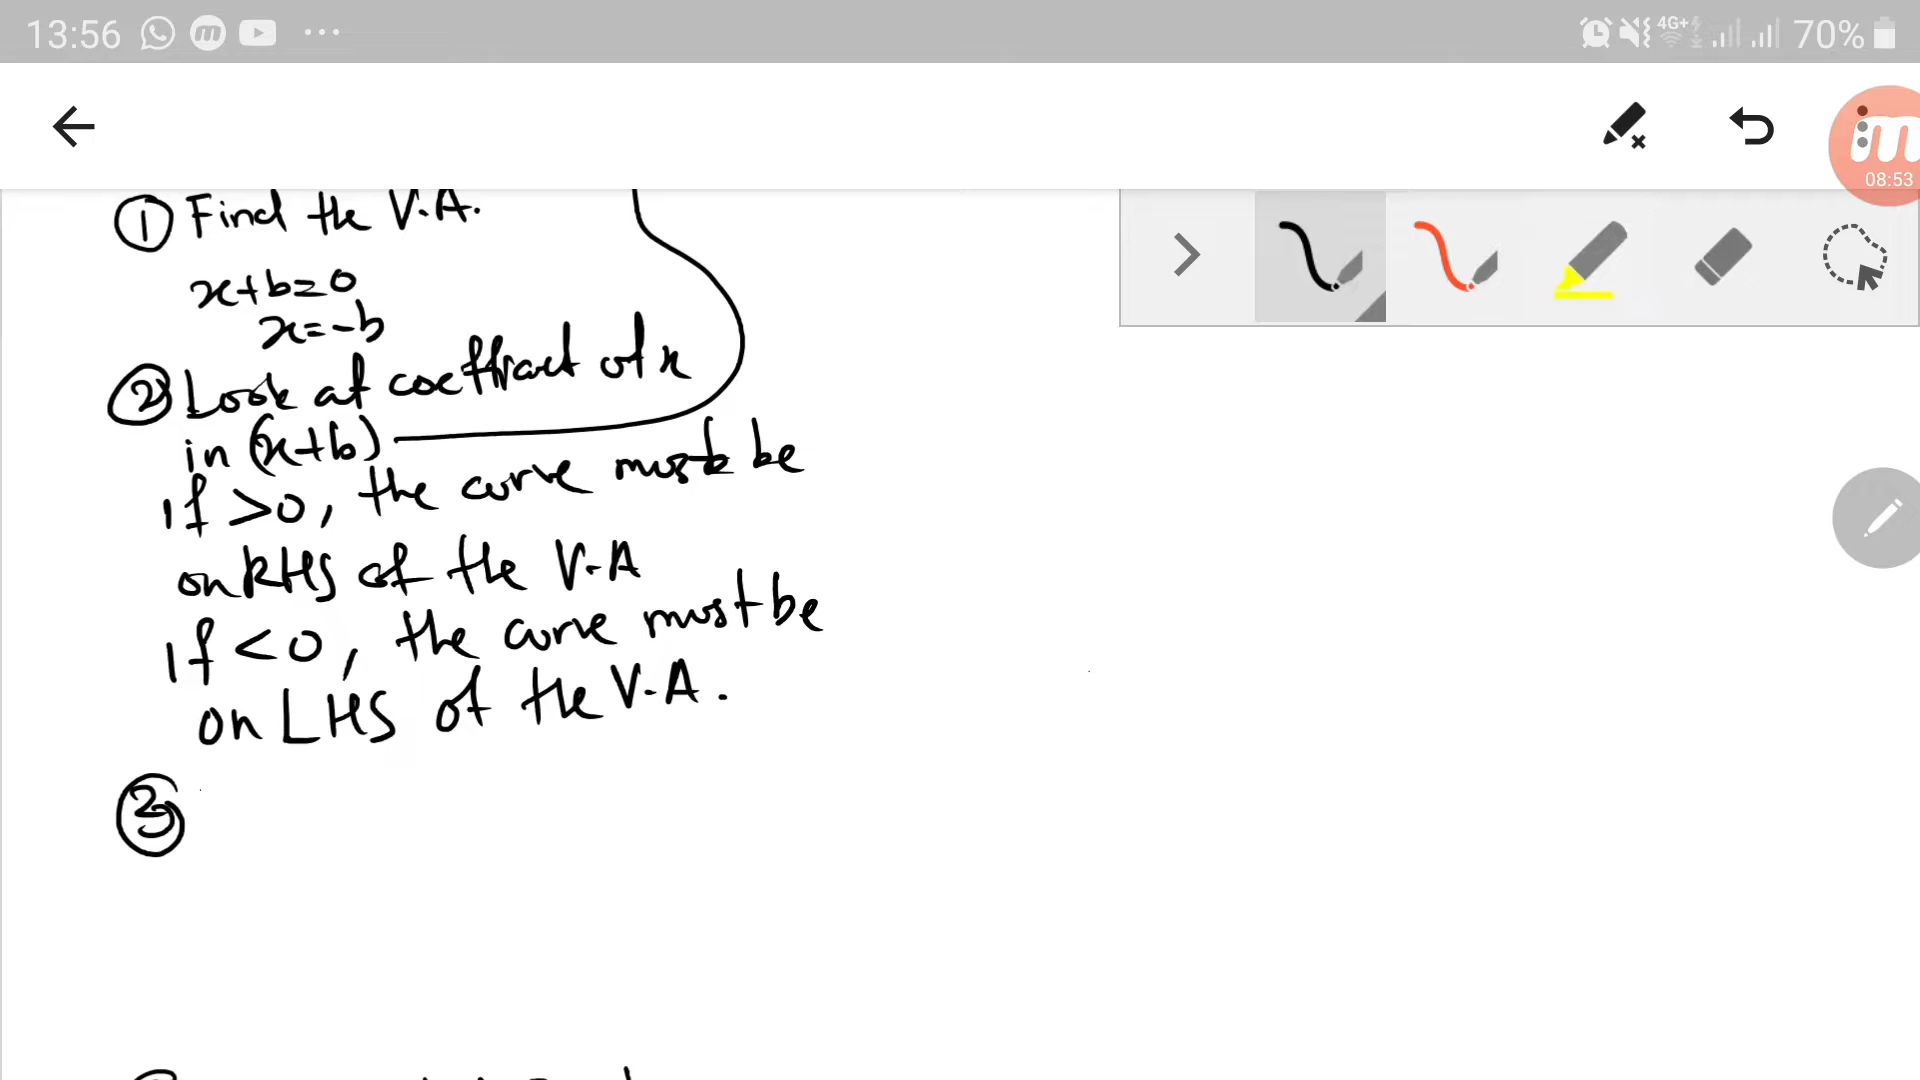 13:56
4G+
70%
08:53
① Find the V.A.
x+b=0
x=-b
② Look at coefficient of x
in (x+b)
if >0, the curve must be
on RHS of the V.A
if <0, the curve must be
on LHS of the V.A.
③